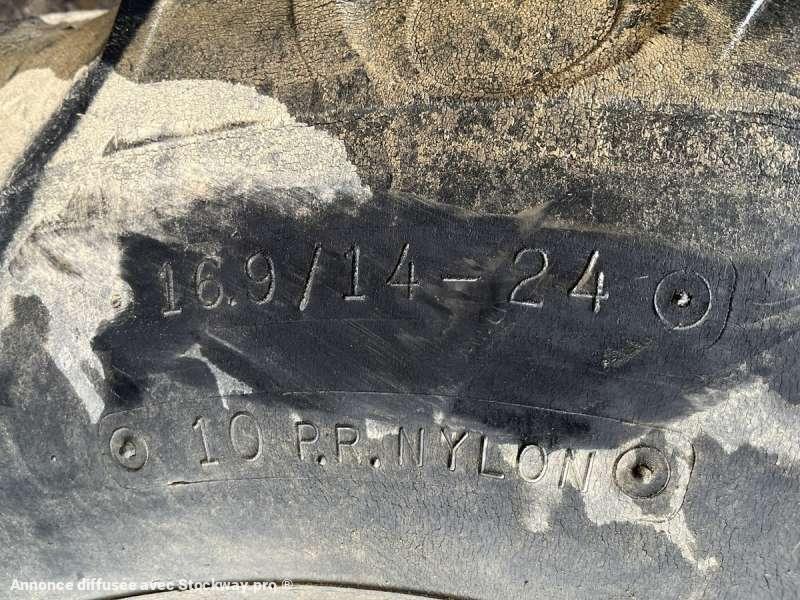 16.9/14-24
10 P.R. NYLON
Annonce diffusée avec Stockway.pro ®